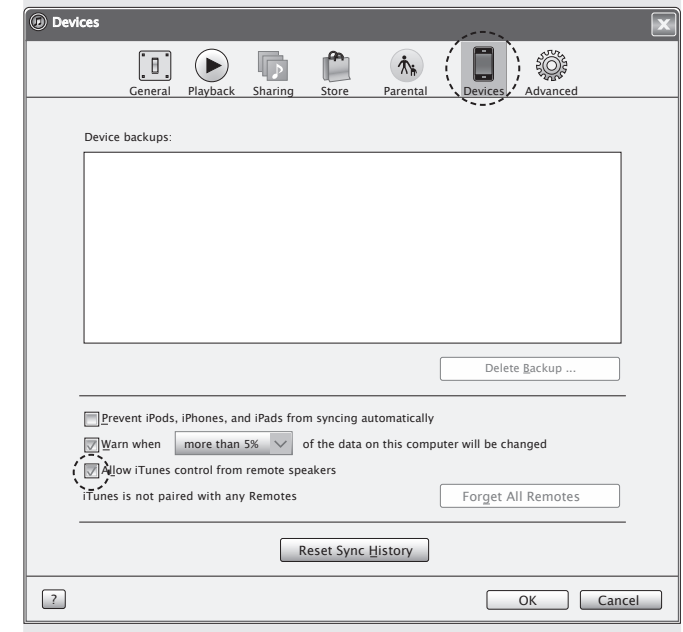 Devices
General Playback Sharing Store Parental Devices Advanced
Device backups:
Delete Backup ...
Prevent iPods, iPhones, and iPads from syncing automatically
Warn when more than 5% of the data on this computer will be changed
Allow iTunes control from remote speakers
iTunes is not paired with any Remotes Forget All Remotes
Reset Sync History
? OK Cancel